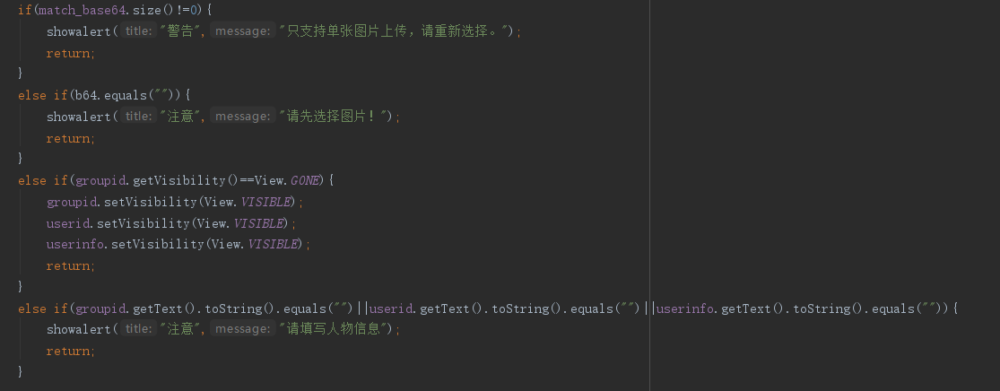 if(match_base64.size()!=0){
    showalert( title: "警告", message: "只支持单张图片上传，请重新选择。");
    return;
}
else if(b64.equals("")){
    showalert( title: "注意", message: "请先选择图片！");
    return;
}
else if(groupid.getVisibility()==View.GONE){
    groupid.setVisibility(View.VISIBLE);
    userid.setVisibility(View.VISIBLE);
    userinfo.setVisibility(View.VISIBLE);
    return;
}
else if(groupid.getText().toString().equals("")||userid.getText().toString().equals("")||userinfo.getText().toString().equals("")){
    showalert( title: "注意", message: "请填写人物信息");
    return;
}